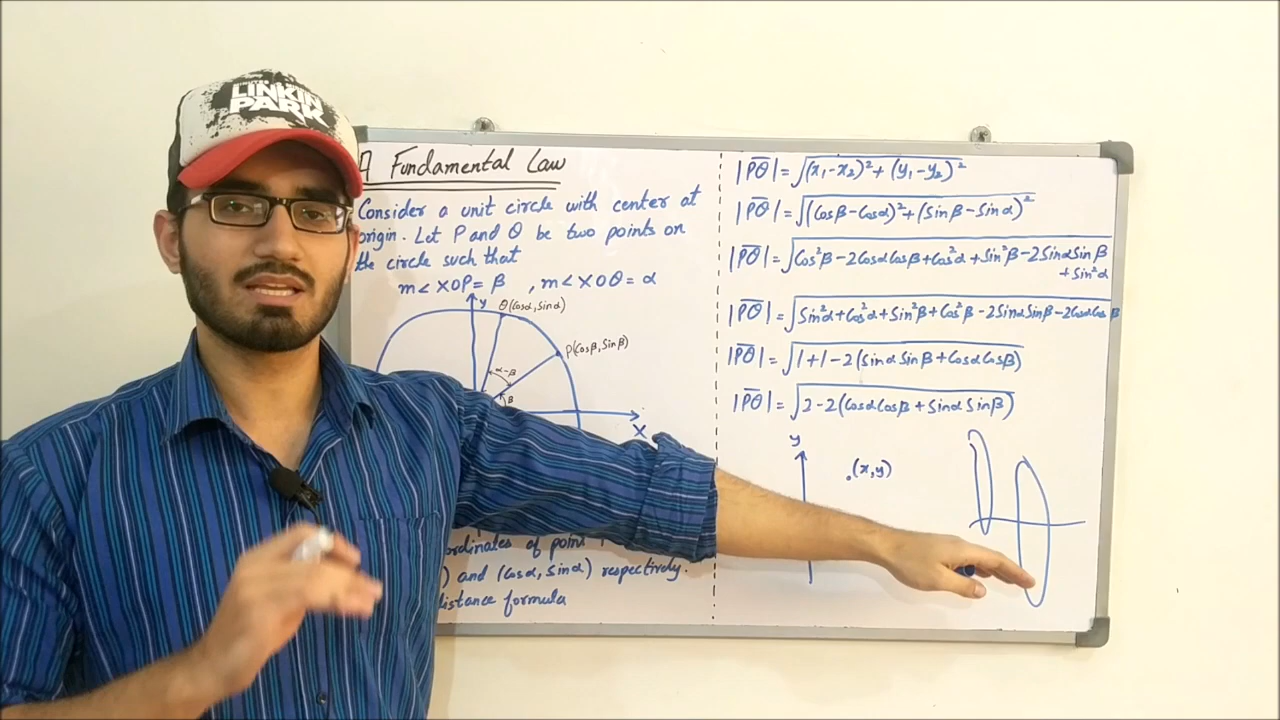 LINKIN
PARK
A Fundamental Law
Consider a unit circle with center at
origin. Let P and Q be two points on
the circle such that
m< XOP = β , m< XOQ = α
y
Q(Cosα, Sinα)
P(Cosβ, Sinβ)
α-β
β
X
ordinates of point
) and (Cosα, Sinα) respectively.
distance formula
|PQ| = √(x₁-x₂)²+(y₁-y₂)²
|PQ| = √((Cosβ-Cosα)²+(Sinβ-Sinα)²
|PQ| = √Cos²β-2CosαCosβ+Cos²α+Sin²β-2SinαSinβ
+Sin²α
|PQ| = √Sin²α+Cos²α+Sin²β+Cos²β-2SinαSinβ-2CosαCosβ
|PQ| = √1+1-2(SinαSinβ+CosαCosβ)
|PQ| = √2-2(CosαCosβ+SinαSinβ)
y
(x,y)